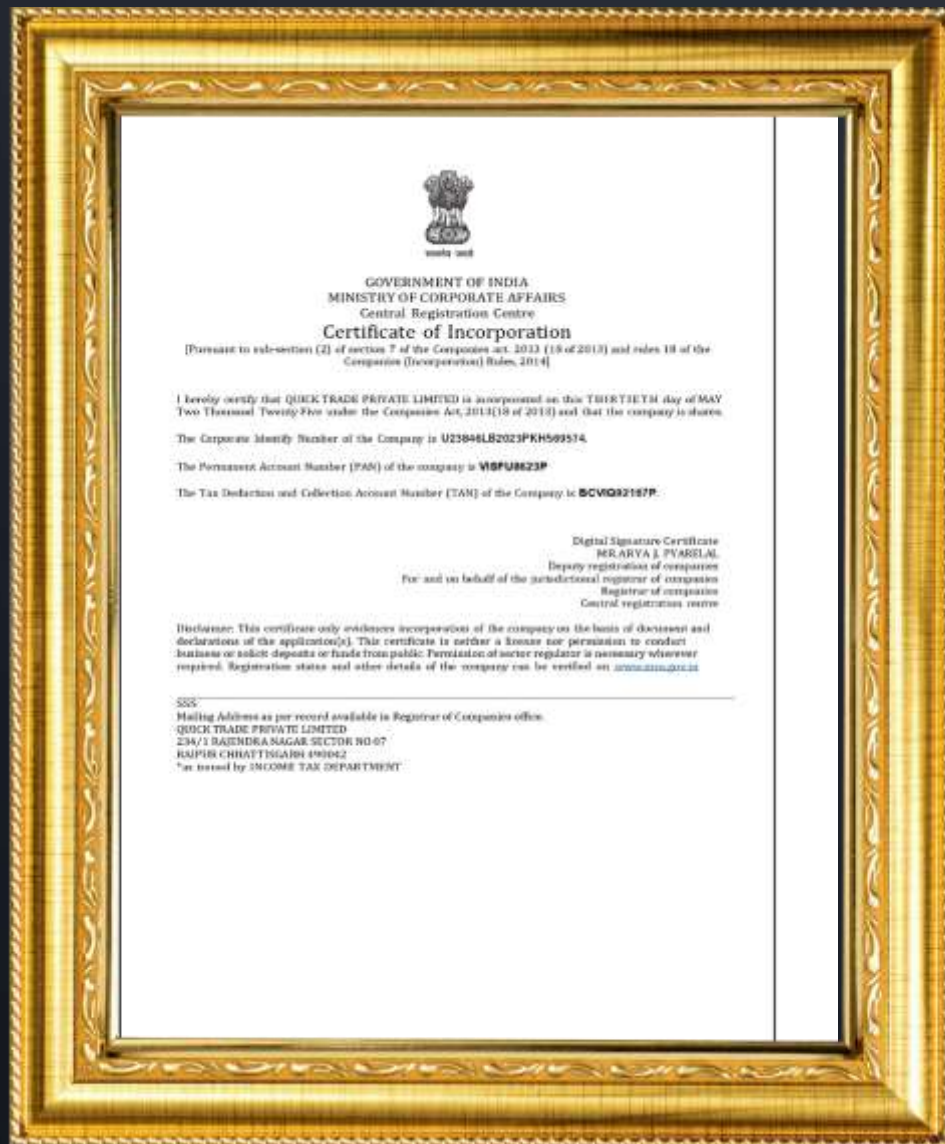 सत्यमेव जयते
GOVERNMENT OF INDIA
MINISTRY OF CORPORATE AFFAIRS
Central Registration Centre
Certificate of Incorporation
[Pursuant to sub-section (2) of section 7 of the Companies act. 2013 (18 of 2013) and rules 18 of the
Companies (Incorporation) Rules, 2014]
I hereby certify that QUICK TRADE PRIVATE LIMITED is incorporated on this THIRTIETH day of MAY
Two Thousand Twenty-Five under the Companies Act, 2013(18 of 2013) and that the company is shares.
The Corporate Identify Number of the Company is
The Permanent Account Number (PAN) of the company is
The Tax Deduction and Collection Account Number (TAN) of the Company is
Digital Signature Certificate
MR.ARYA J. PYARELAL
Deputy registration of companies
For and on behalf of the jurisdictional registrar of companies
Registrar of companies
Central registration centre
Disclaimer: This certificate only evidences incorporation of the company on the basis of document and
declarations of the application(s). This certificate is neither a license nor permission to conduct
business or solicit deposits or funds from public. Permission of sector regulator is necessary wherever
required. Registration status and other details of the company can be verified on www.mca.gov.in
SSS
Mailing Address as per record available in Registrar of Companies office.
QUICK TRADE PRIVATE LIMITED
234/1 RAJENDRA NAGAR SECTOR NO-07
RAIPUR CHHATTISGARH 490042
*as issued by INCOME TAX DEPARTMENT